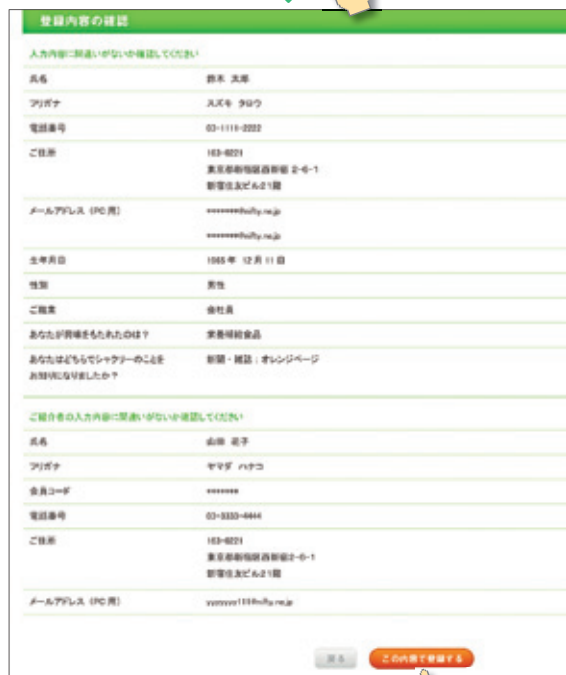 登録内容の確認
入力内容に間違いがないか確認してください
氏名 鈴木 太郎
フリガナ スズキ タロウ
電話番号 03-1111-2222
ご住所 163-6221
東京都新宿区西新宿 2-6-1
新宿住友ビル21階
メールアドレス (PC 用) ********@nifty.ne.jp
********@nifty.ne.jp
生年月日 12 月 11 日
性別 男性
ご職業 会社員
あなたが興味をもたれたのは? 栄養補給食品
あなたはどちらでシャクリーのことを
お知りになりましたか? 新聞・雑誌:オレンジページ
ご紹介者の入力内容に間違いがないか確認してください
氏名 山田 花子
フリガナ ヤマダ ハナコ
会員コード *******
電話番号 03-3333-4444
ご住所 163-6221
東京都新宿区西新宿2-6-1
新宿住友ビル21階
メールアドレス (PC 用)
戻る この内容で登録する